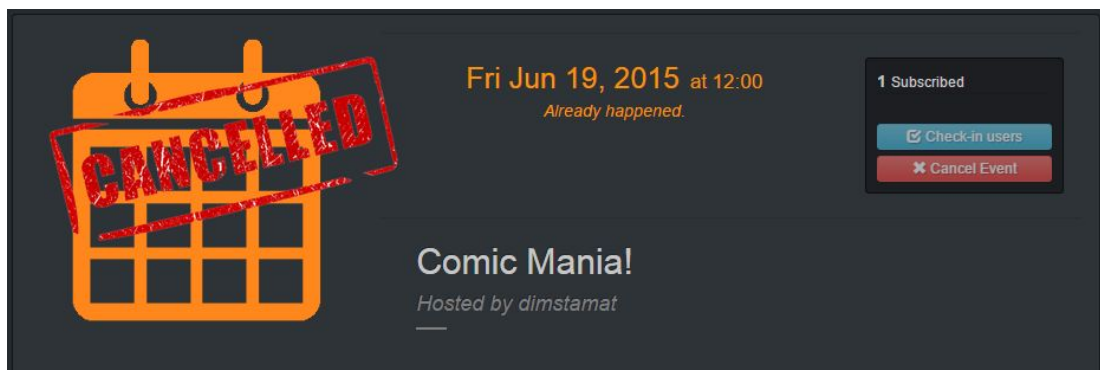 CANCELLED
Fri Jun 19, 2015 at 12:00
Already happened.
1 Subscribed
Check-in users
Cancel Event
Comic Mania!
Hosted by dimstamat